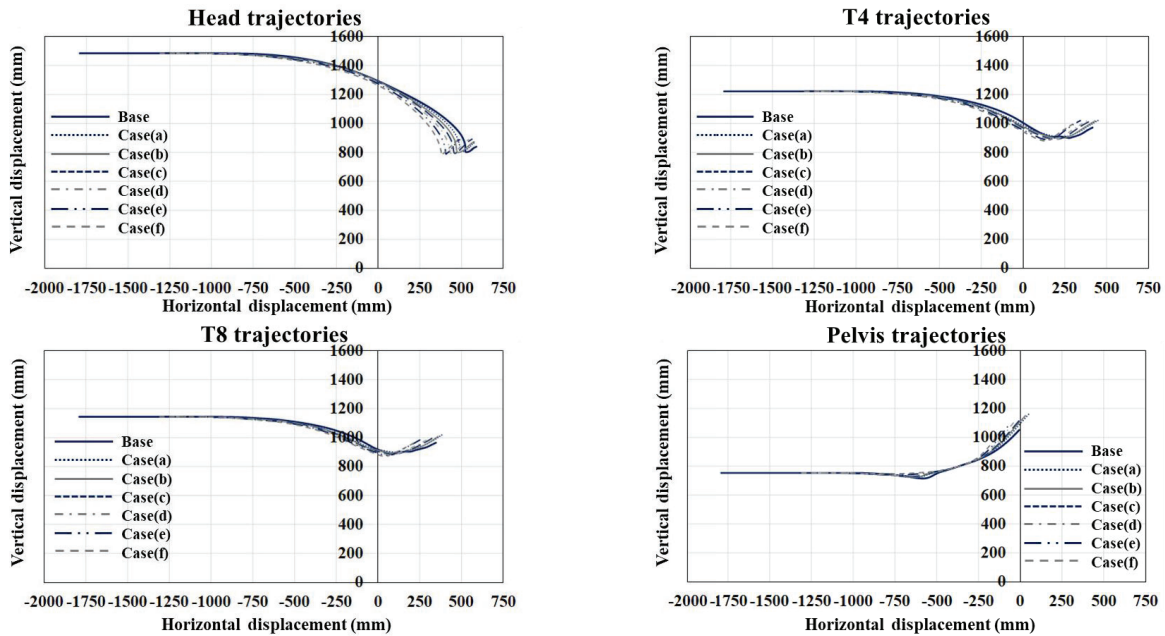 Head trajectories
Vertical displacement (mm)
1600
1400
1200
1000
800
600
400
200
0
Base
Case(a)
Case(b)
Case(c)
Case(d)
Case(e)
Case(f)
-2000 -1750 -1500 -1250 -1000 -750 -500 -250 0 250 500 750
Horizontal displacement (mm)
T4 trajectories
Vertical displacement (mm)
1600
1400
1200
1000
800
600
400
200
0
Base
Case(a)
Case(b)
Case(c)
Case(d)
Case(e)
Case(f)
-2000 -1750 -1500 -1250 -1000 -750 -500 -250 0 250 500 750
Horizontal displacement (mm)
T8 trajectories
Vertical displacement (mm)
1600
1400
1200
1000
800
600
400
200
0
Base
Case(a)
Case(b)
Case(c)
Case(d)
Case(e)
Case(f)
-2000 -1750 -1500 -1250 -1000 -750 -500 -250 0 250 500 750
Horizontal displacement (mm)
Pelvis trajectories
Vertical displacement (mm)
1600
1400
1200
1000
800
600
400
200
0
Base
Case(a)
Case(b)
Case(c)
Case(d)
Case(e)
Case(f)
-2000 -1750 -1500 -1250 -1000 -750 -500 -250 0 250 500 750
Horizontal displacement (mm)